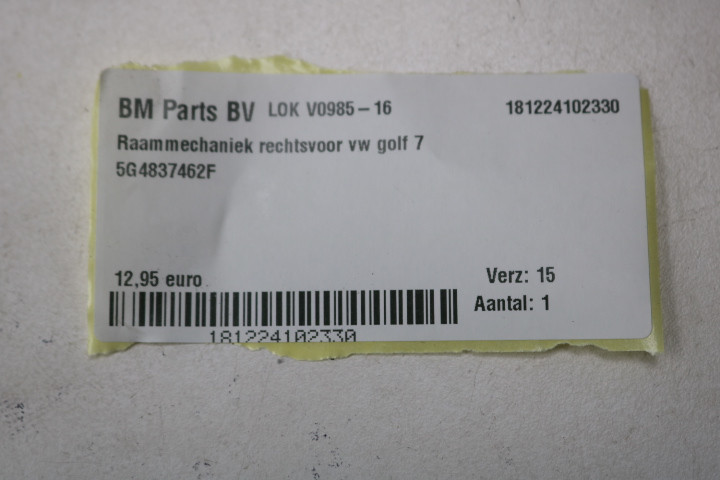 BM Parts BV LOK V0985-16 181224102330
Raammechaniek rechtsvoor vw golf 7
5G4837462F
12,95 euro Verz: 15
Aantal: 1
181224102330